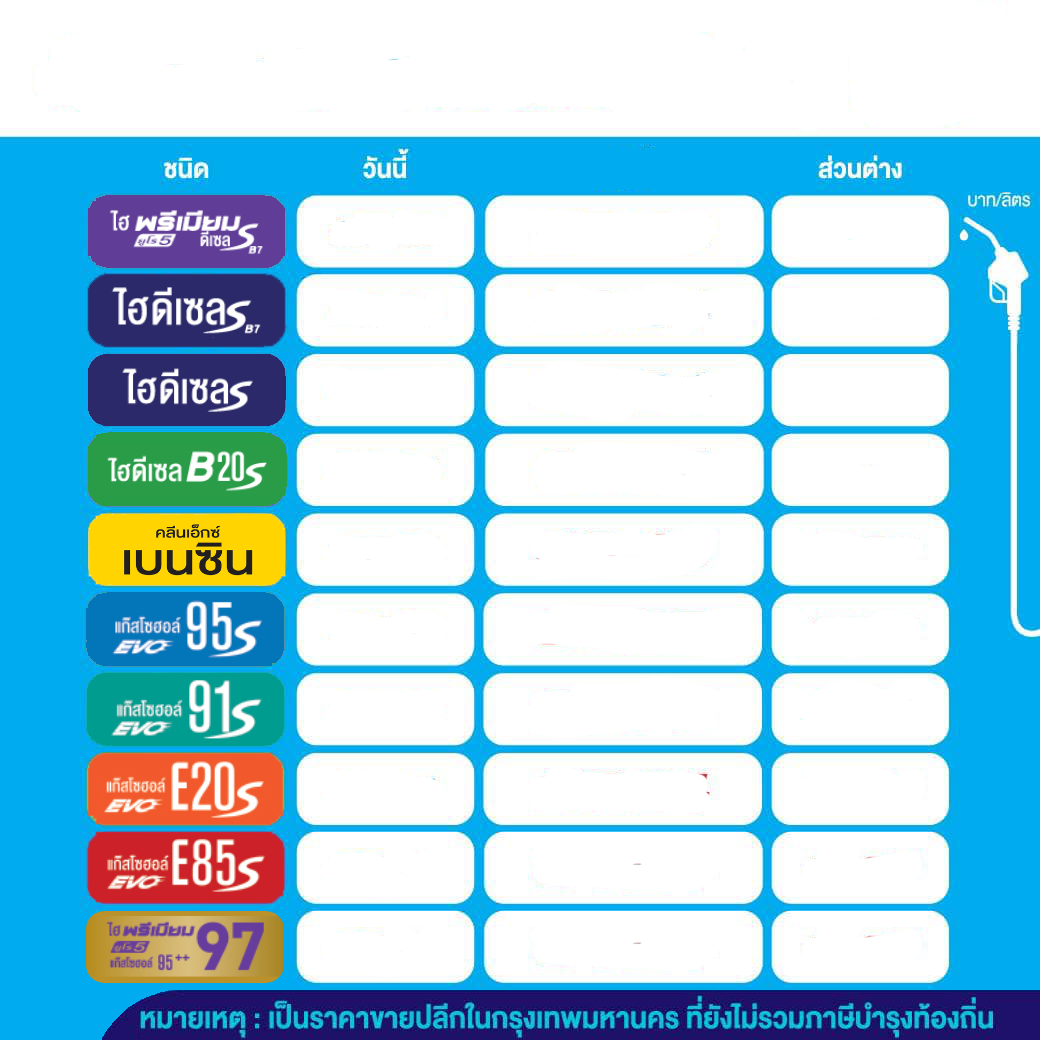 ชนิด วันนี้ ส่วนต่าง
บาท/ลิตร
ไฮ พรีเมียม
ยูโร 5 ดีเซล S B7
ไฮดีเซล S B7
ไฮดีเซล S
ไฮดีเซล B20 S
คลีนเอ็กซ์
เบนซิน
แก๊สโซฮอล์ 95 S
EVO
แก๊สโซฮอล์ 91 S
EVO
แก๊สโซฮอล์ E20 S
EVO
แก๊สโซฮอล์ E85 S
EVO
ไฮ พรีเมียม 97
ยูโร 5
แก๊สโซฮอล์ 95++
หมายเหตุ : เป็นราคาขายปลีกในกรุงเทพมหานคร ที่ยังไม่รวมภาษีบำรุงท้องถิ่น